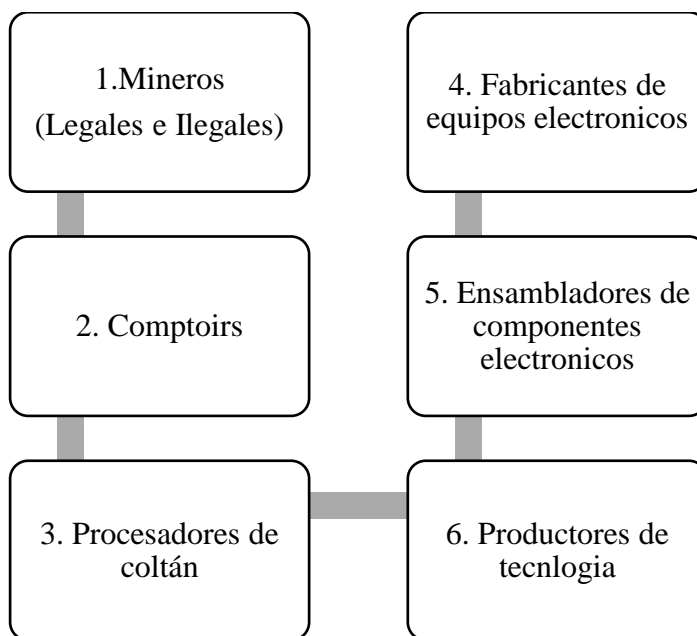 1.Mineros
(Legales e Ilegales)
2. Comptoirs
3. Procesadores de
coltán
4. Fabricantes de
equipos electronicos
5. Ensambladores de
componentes
electronicos
6. Productores de
tecnlogia